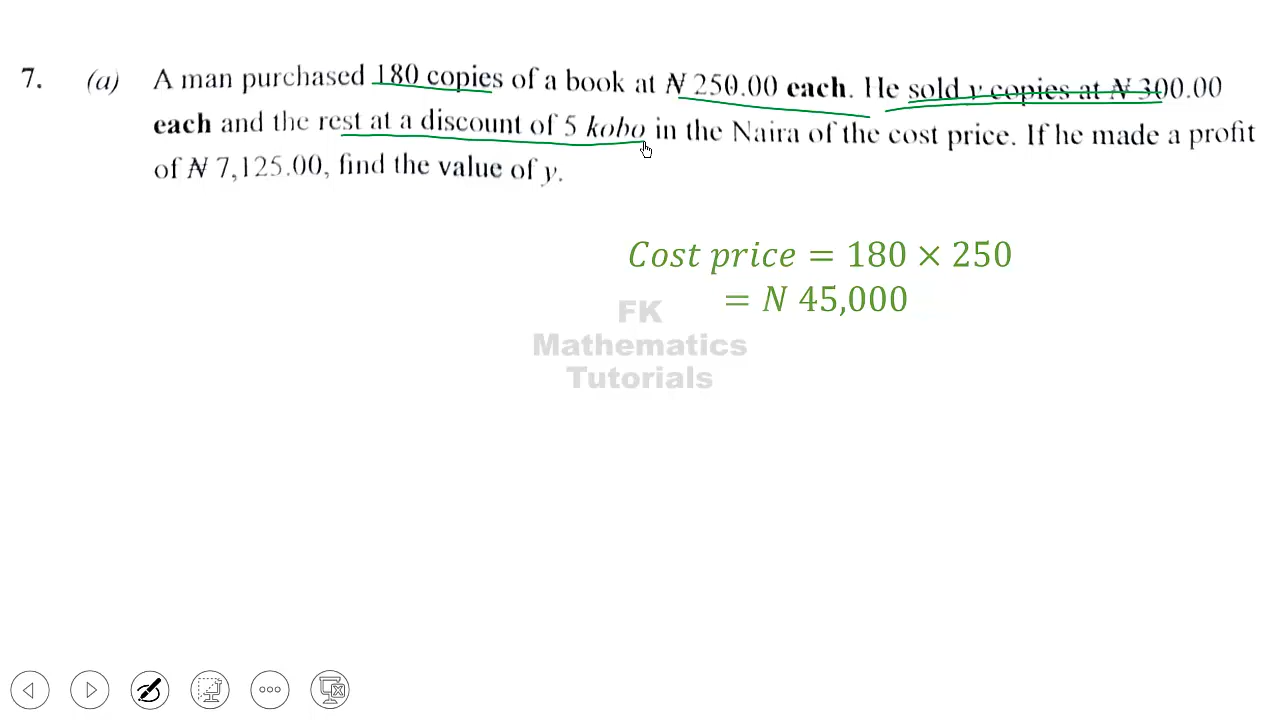 7. (a) A man purchased 180 copies of a book at ₦ 250.00 each. He sold y copies at ₦ 300.00
each and the rest at a discount of 5 kobo in the Naira of the cost price. If he made a profit
of ₦ 7,125.00, find the value of y.
Cost price = 180 × 250
= N 45,000
FK
Mathematics
Tutorials